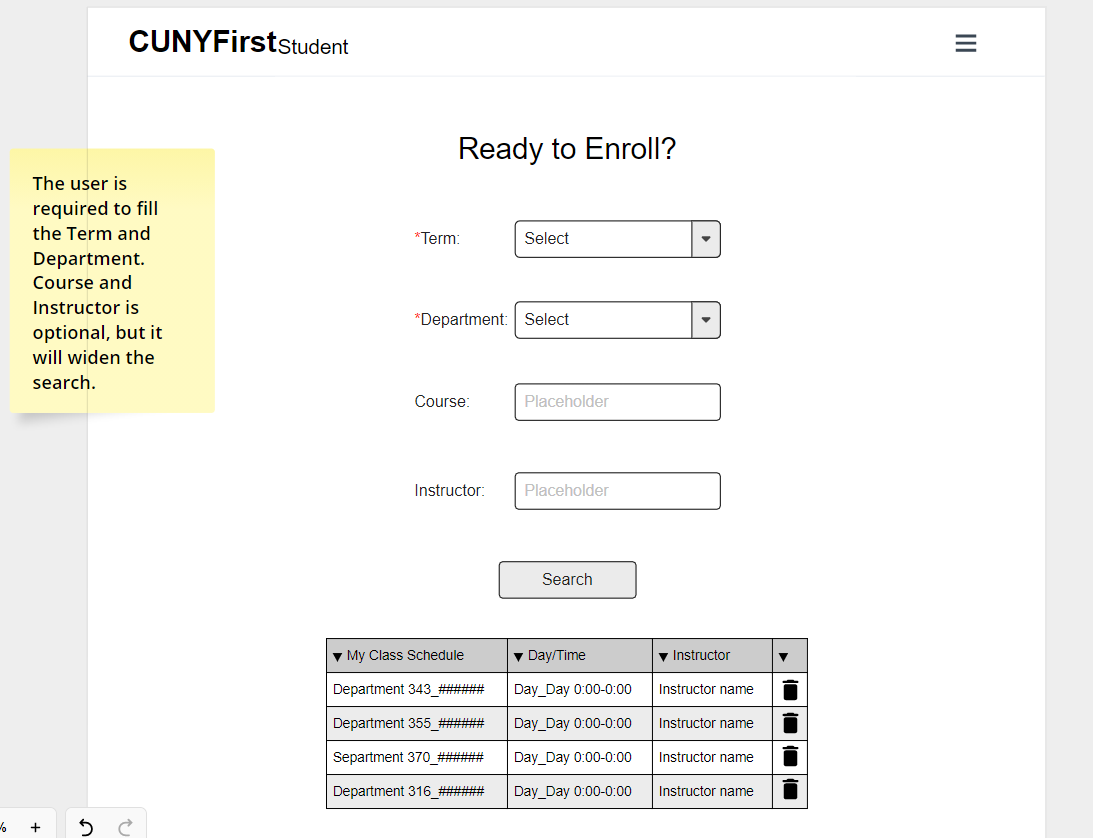 CUNYFirst Student
Ready to Enroll?
The user is
required to fill
the Term and
Department.
Course and
Instructor is
optional, but it
will widen the
search.
*Term: Select
*Department: Select
Course: Placeholder
Instructor: Placeholder
Search
▼ My Class Schedule ▼ Day/Time ▼ Instructor ▼
Department 343_###### Day_Day 0:00-0:00 Instructor name
Department 355_###### Day_Day 0:00-0:00 Instructor name
Separtment 370_###### Day_Day 0:00-0:00 Instructor name
Department 316_###### Day_Day 0:00-0:00 Instructor name
% +